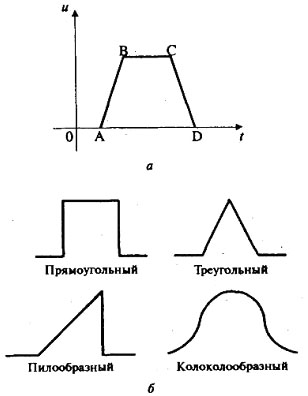 u
B C
0 A D t
а
Прямоугольный Треугольный
Пилообразный Колоколообразный
б